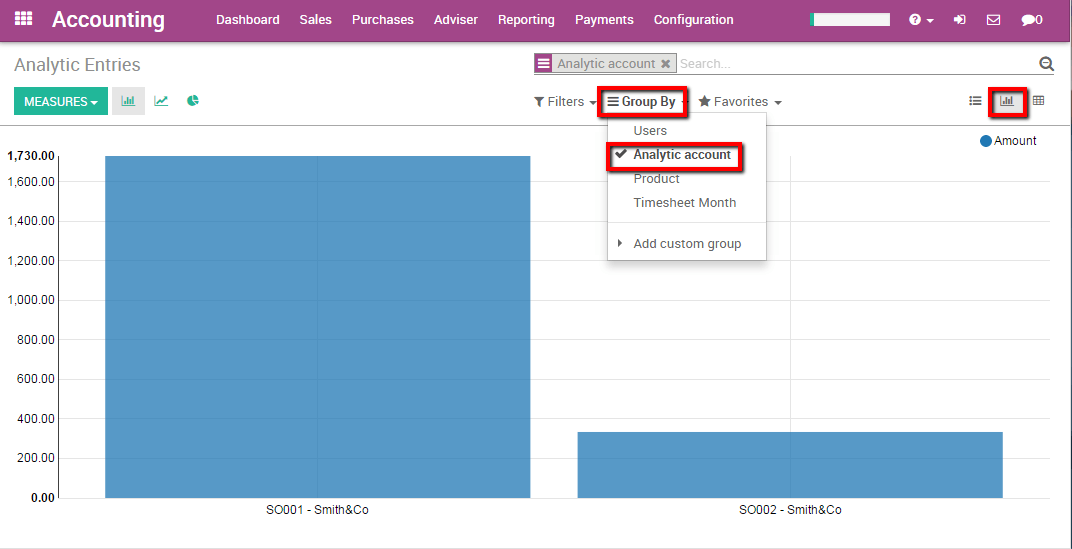 Accounting Dashboard Sales Purchases Adviser Reporting Payments Configuration ? 0
Analytic Entries Analytic account × Search...
MEASURES Filters Group By Favorites
Users
Analytic account
Product
Timesheet Month
Add custom group
Amount
1,730.00
1,600.00
1,400.00
1,200.00
1,000.00
800.00
600.00
400.00
200.00
0.00
SO001 - Smith&Co SO002 - Smith&Co